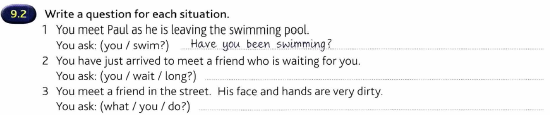 9.2 Write a question for each situation.
1 You meet Paul as he is leaving the swimming pool.
You ask: (you / swim?) Have you been swimming?
2 You have just arrived to meet a friend who is waiting for you.
You ask: (you / wait / long?)
3 You meet a friend in the street. His face and hands are very dirty.
You ask: (what / you / do?)